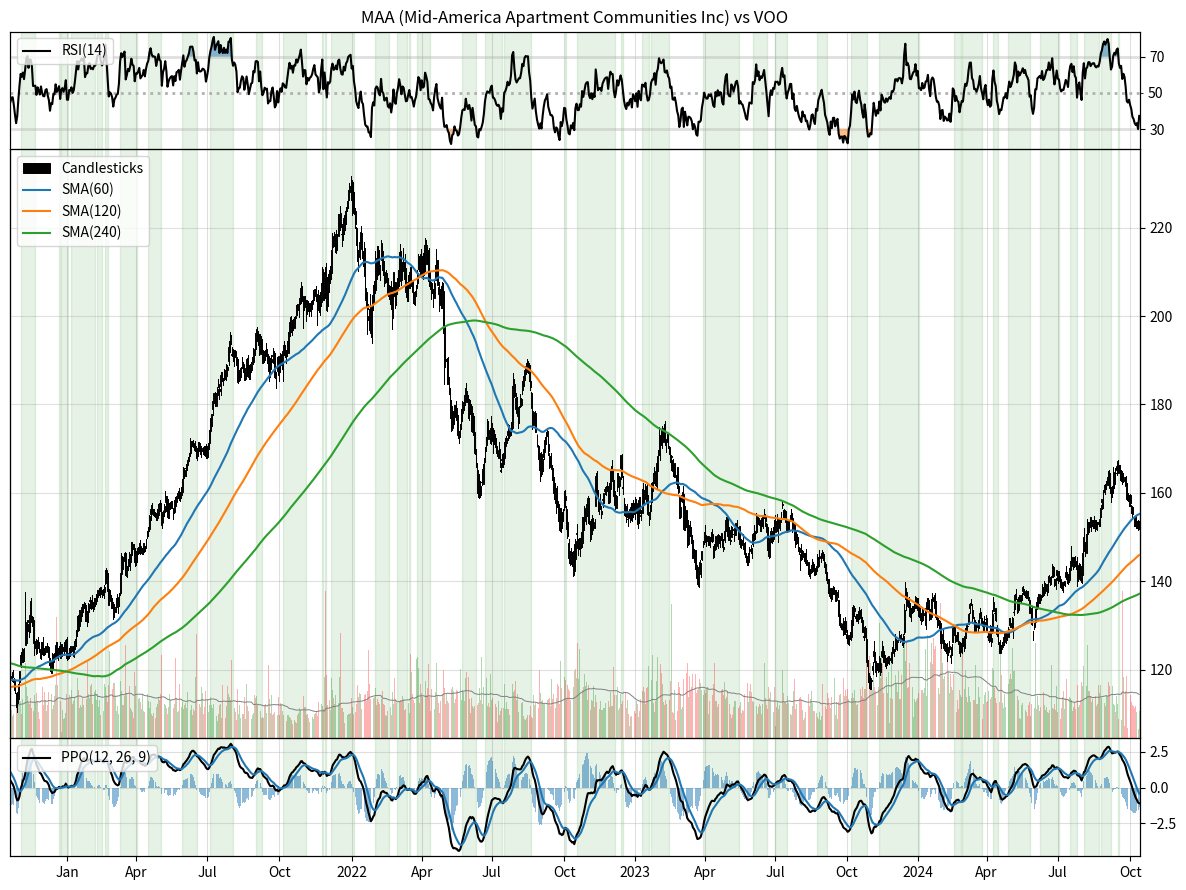 MAA (Mid-America Apartment Communities Inc) vs VOO
RSI(14)
70
50
30
Candlesticks
SMA(60)
SMA(120)
SMA(240)
220
200
180
160
140
120
PPO(12, 26, 9)
2.5
0.0
−2.5
Jan Apr Jul Oct 2022 Apr Jul Oct 2023 Apr Jul Oct 2024 Apr Jul Oct